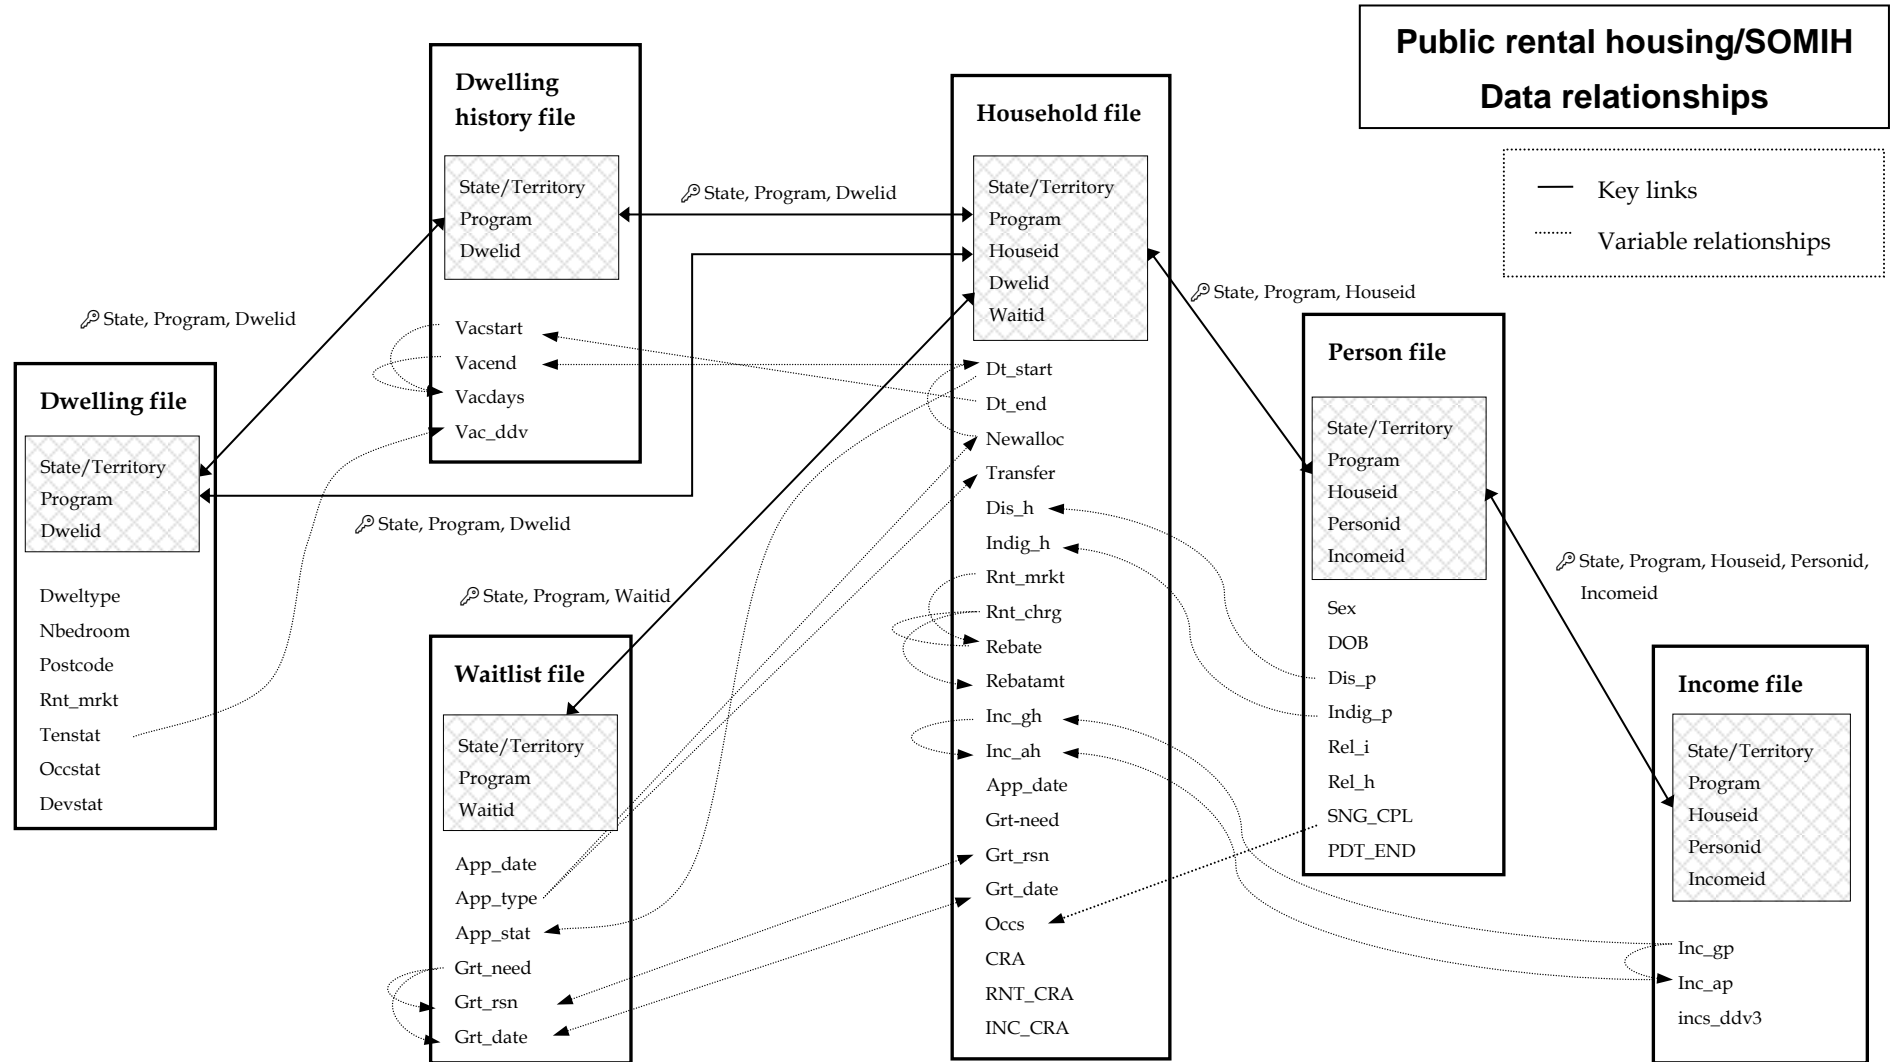 Public rental housing/SOMIH
Data relationships
Key links
Variable relationships
Dwelling
history file
State/Territory
Program
Dwelid
Vacstart
Vacend
Vacdays
Vac_ddv
State, Program, Dwelid
State, Program, Dwelid
State, Program, Dwelid
Dwelling file
State/Territory
Program
Dwelid
Dweltype
Nbedroom
Postcode
Rnt_mrkt
Tenstat
Occstat
Devstat
State, Program, Waitid
Waitlist file
State/Territory
Program
Waitid
App_date
App_type
App_stat
Grt_need
Grt_rsn
Grt_date
Household file
State/Territory
Program
Houseid
Dwelid
Waitid
Dt_start
Dt_end
Newalloc
Transfer
Dis_h
Indig_h
Rnt_mrkt
Rnt_chrg
Rebate
Rebatamt
Inc_gh
Inc_ah
App_date
Grt-need
Grt_rsn
Grt_date
Occs
CRA
RNT_CRA
INC_CRA
State, Program, Houseid
Person file
State/Territory
Program
Houseid
Personid
Incomeid
Sex
DOB
Dis_p
Indig_p
Rel_i
Rel_h
SNG_CPL
PDT_END
State, Program, Houseid, Personid,
Incomeid
Income file
State/Territory
Program
Houseid
Personid
Incomeid
Inc_gp
Inc_ap
incs_ddv3